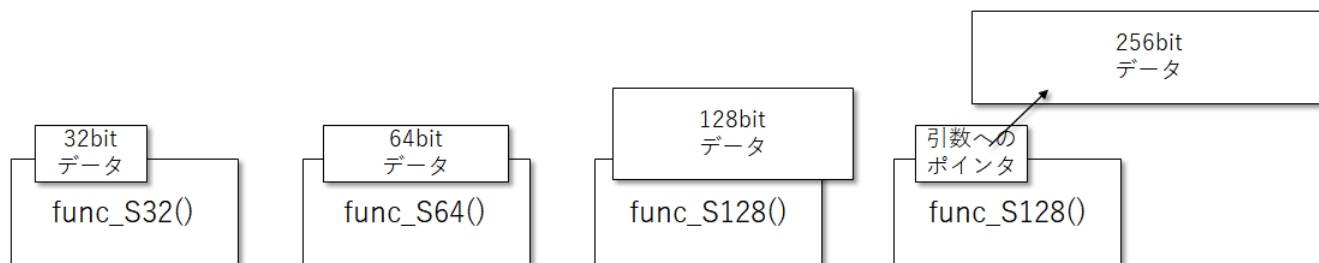 32bit
データ
func_S32()
64bit
データ
func_S64()
128bit
データ
func_S128()
256bit
データ
引数への
ポインタ
func_S128()